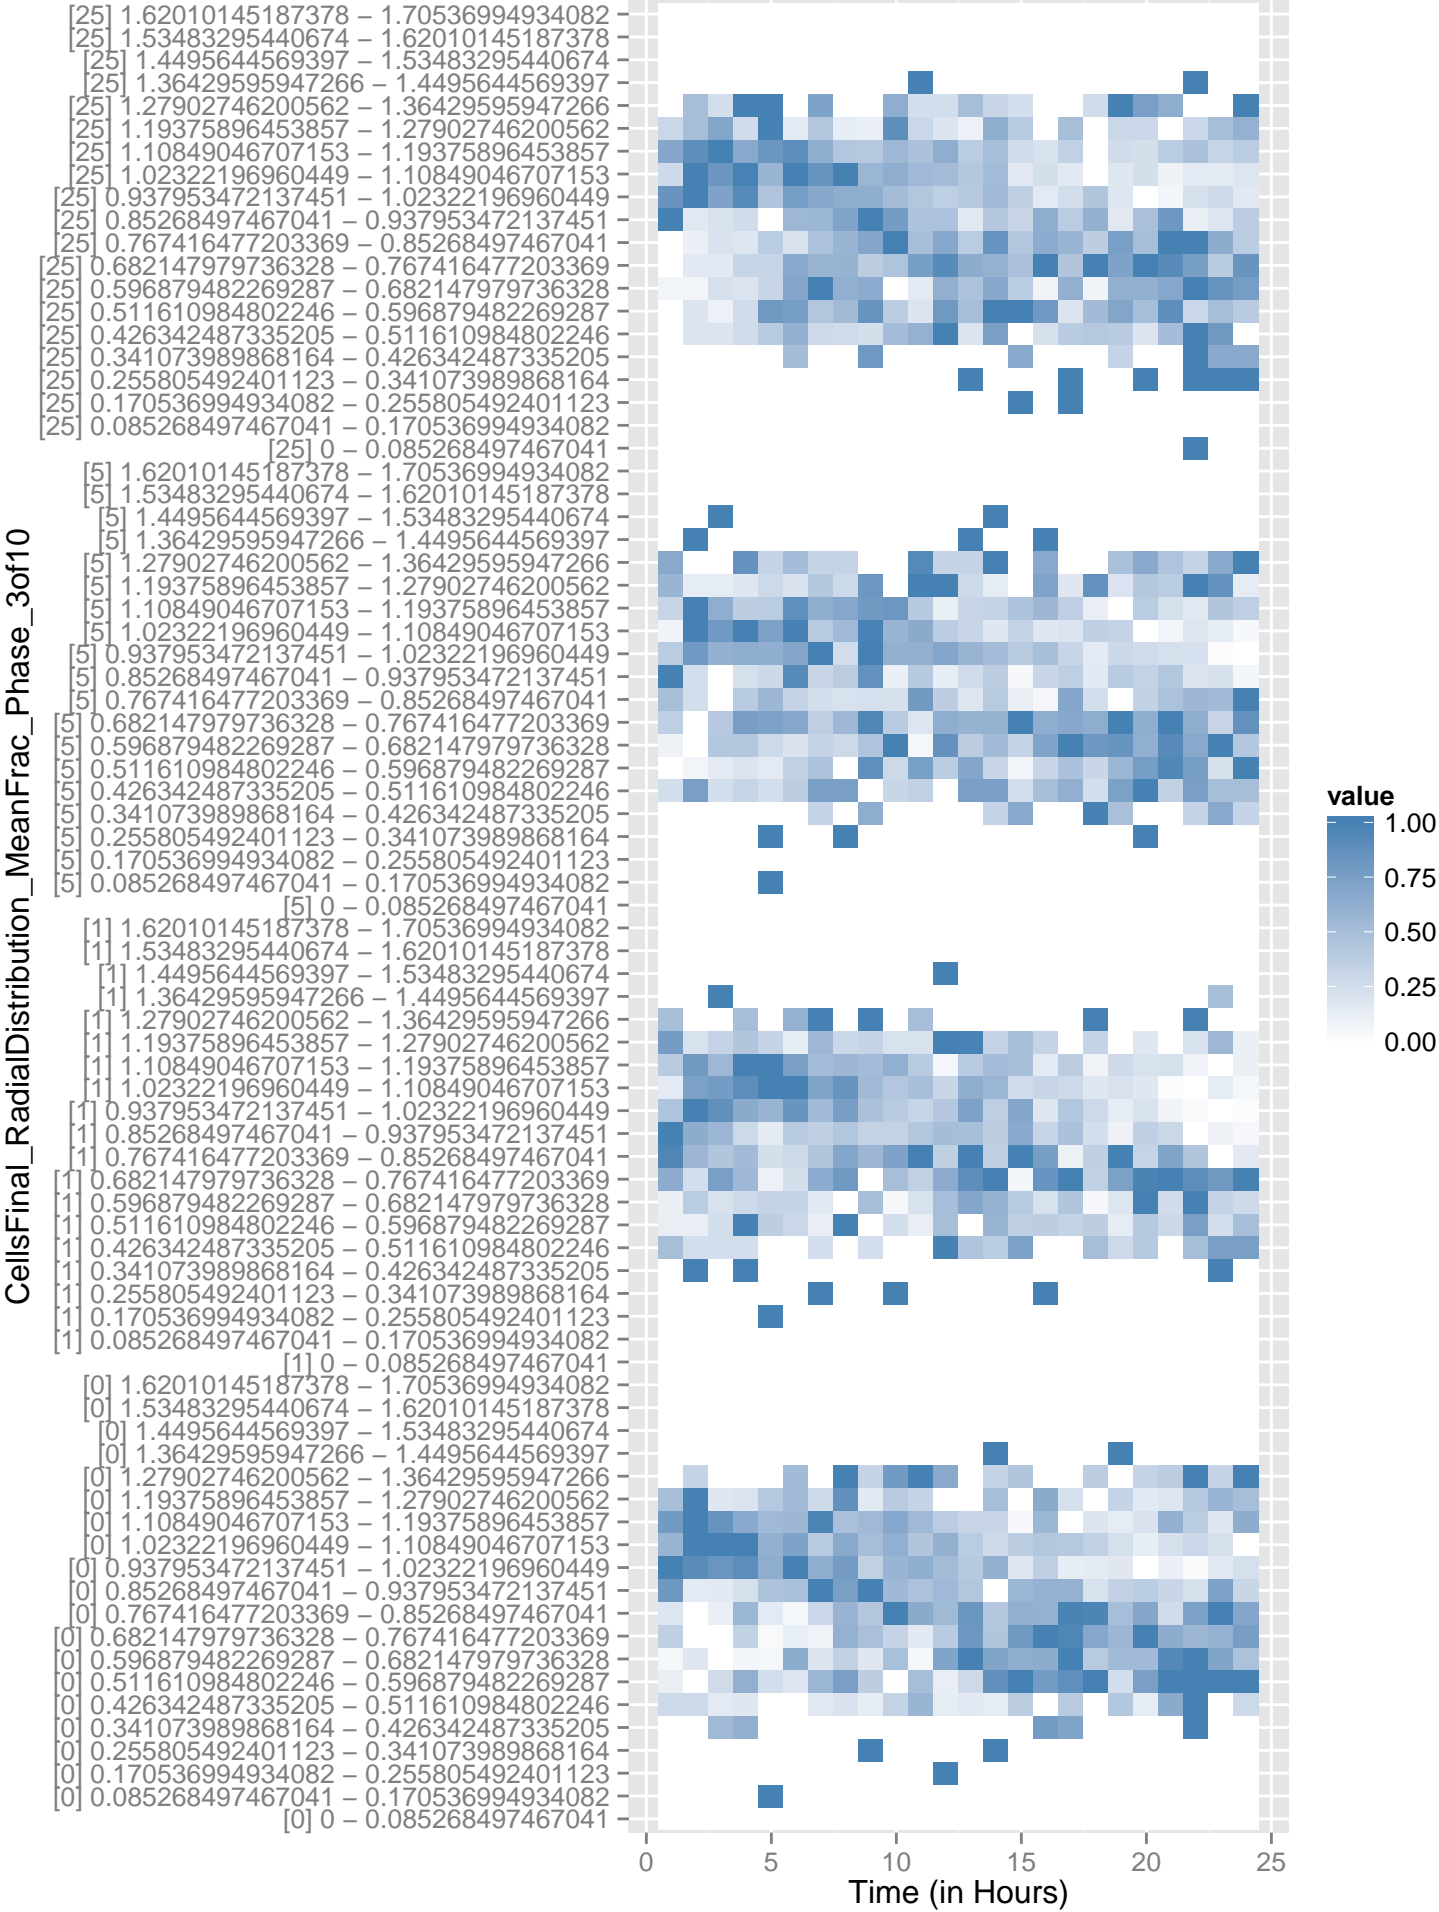 CellsFinal_RadialDistribution_MeanFrac_Phase_3of10
[25] 1.62010145187378 – 1.70536994934082
[25] 1.53483295440674 – 1.62010145187378
[25] 1.4495644569397 – 1.53483295440674
[25] 1.36429595947266 – 1.4495644569397
[25] 1.27902746200562 – 1.36429595947266
[25] 1.19375896453857 – 1.27902746200562
[25] 1.10849046707153 – 1.19375896453857
[25] 1.02322196960449 – 1.10849046707153
[25] 0.937953472137451 – 1.02322196960449
[25] 0.85268497467041 – 0.937953472137451
[25] 0.767416477203369 – 0.85268497467041
[25] 0.682147979736328 – 0.767416477203369
[25] 0.596879482269287 – 0.682147979736328
[25] 0.511610984802246 – 0.596879482269287
[25] 0.426342487335205 – 0.511610984802246
[25] 0.341073989868164 – 0.426342487335205
[25] 0.255805492401123 – 0.341073989868164
[25] 0.170536994934082 – 0.255805492401123
[25] 0.085268497467041 – 0.170536994934082
[25] 0 – 0.085268497467041
[5] 1.62010145187378 – 1.70536994934082
[5] 1.53483295440674 – 1.62010145187378
[5] 1.4495644569397 – 1.53483295440674
[5] 1.36429595947266 – 1.4495644569397
[5] 1.27902746200562 – 1.36429595947266
[5] 1.19375896453857 – 1.27902746200562
[5] 1.10849046707153 – 1.19375896453857
[5] 1.02322196960449 – 1.10849046707153
[5] 0.937953472137451 – 1.02322196960449
[5] 0.85268497467041 – 0.937953472137451
[5] 0.767416477203369 – 0.85268497467041
[5] 0.682147979736328 – 0.767416477203369
[5] 0.596879482269287 – 0.682147979736328
[5] 0.511610984802246 – 0.596879482269287
[5] 0.426342487335205 – 0.511610984802246
[5] 0.341073989868164 – 0.426342487335205
[5] 0.255805492401123 – 0.341073989868164
[5] 0.170536994934082 – 0.255805492401123
[5] 0.085268497467041 – 0.170536994934082
[5] 0 – 0.085268497467041
[1] 1.62010145187378 – 1.70536994934082
[1] 1.53483295440674 – 1.62010145187378
[1] 1.4495644569397 – 1.53483295440674
[1] 1.36429595947266 – 1.4495644569397
[1] 1.27902746200562 – 1.36429595947266
[1] 1.19375896453857 – 1.27902746200562
[1] 1.10849046707153 – 1.19375896453857
[1] 1.02322196960449 – 1.10849046707153
[1] 0.937953472137451 – 1.02322196960449
[1] 0.85268497467041 – 0.937953472137451
[1] 0.767416477203369 – 0.85268497467041
[1] 0.682147979736328 – 0.767416477203369
[1] 0.596879482269287 – 0.682147979736328
[1] 0.511610984802246 – 0.596879482269287
[1] 0.426342487335205 – 0.511610984802246
[1] 0.341073989868164 – 0.426342487335205
[1] 0.255805492401123 – 0.341073989868164
[1] 0.170536994934082 – 0.255805492401123
[1] 0.085268497467041 – 0.170536994934082
[1] 0 – 0.085268497467041
[0] 1.62010145187378 – 1.70536994934082
[0] 1.53483295440674 – 1.62010145187378
[0] 1.4495644569397 – 1.53483295440674
[0] 1.36429595947266 – 1.4495644569397
[0] 1.27902746200562 – 1.36429595947266
[0] 1.19375896453857 – 1.27902746200562
[0] 1.10849046707153 – 1.19375896453857
[0] 1.02322196960449 – 1.10849046707153
[0] 0.937953472137451 – 1.02322196960449
[0] 0.85268497467041 – 0.937953472137451
[0] 0.767416477203369 – 0.85268497467041
[0] 0.682147979736328 – 0.767416477203369
[0] 0.596879482269287 – 0.682147979736328
[0] 0.511610984802246 – 0.596879482269287
[0] 0.426342487335205 – 0.511610984802246
[0] 0.341073989868164 – 0.426342487335205
[0] 0.255805492401123 – 0.341073989868164
[0] 0.170536994934082 – 0.255805492401123
[0] 0.085268497467041 – 0.170536994934082
[0] 0 – 0.085268497467041
0 5 10 15 20 25
Time (in Hours)
value
1.00
0.75
0.50
0.25
0.00